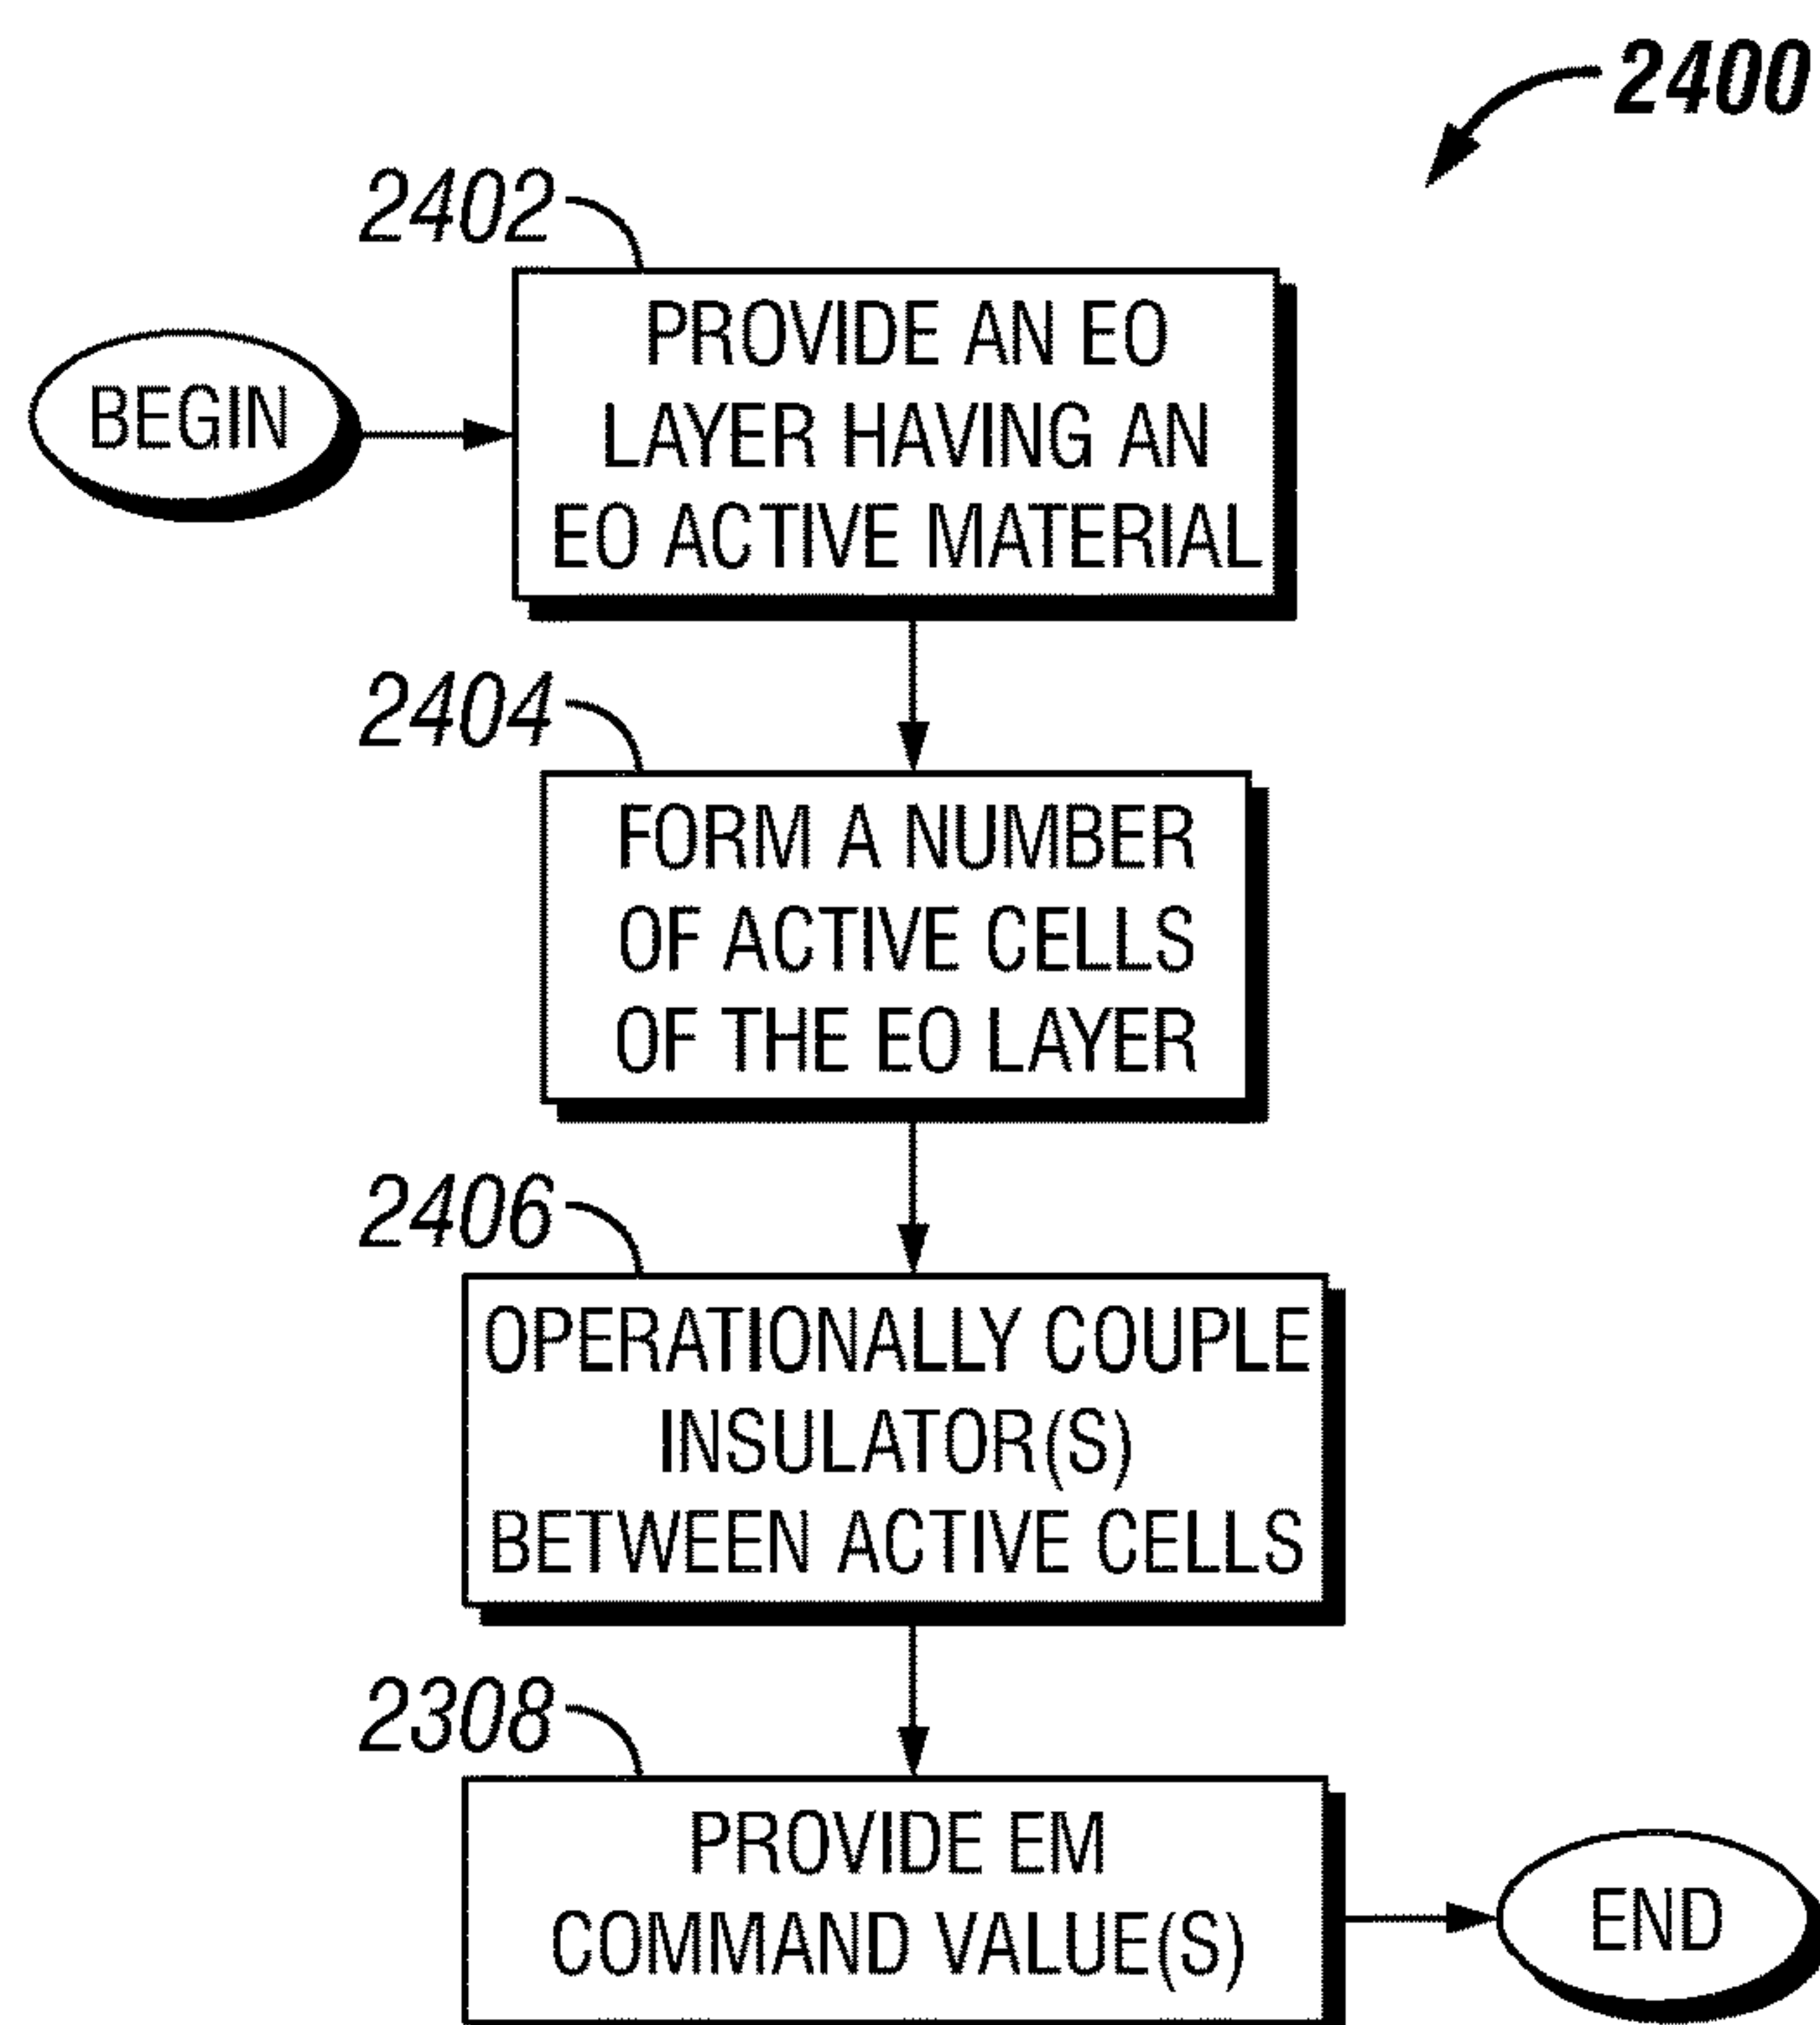 2400
2402
BEGIN
PROVIDE AN EO
LAYER HAVING AN
EO ACTIVE MATERIAL
2404
FORM A NUMBER
OF ACTIVE CELLS
OF THE EO LAYER
2406
OPERATIONALLY COUPLE
INSULATOR(S)
BETWEEN ACTIVE CELLS
2308
PROVIDE EM
COMMAND VALUE(S)
END